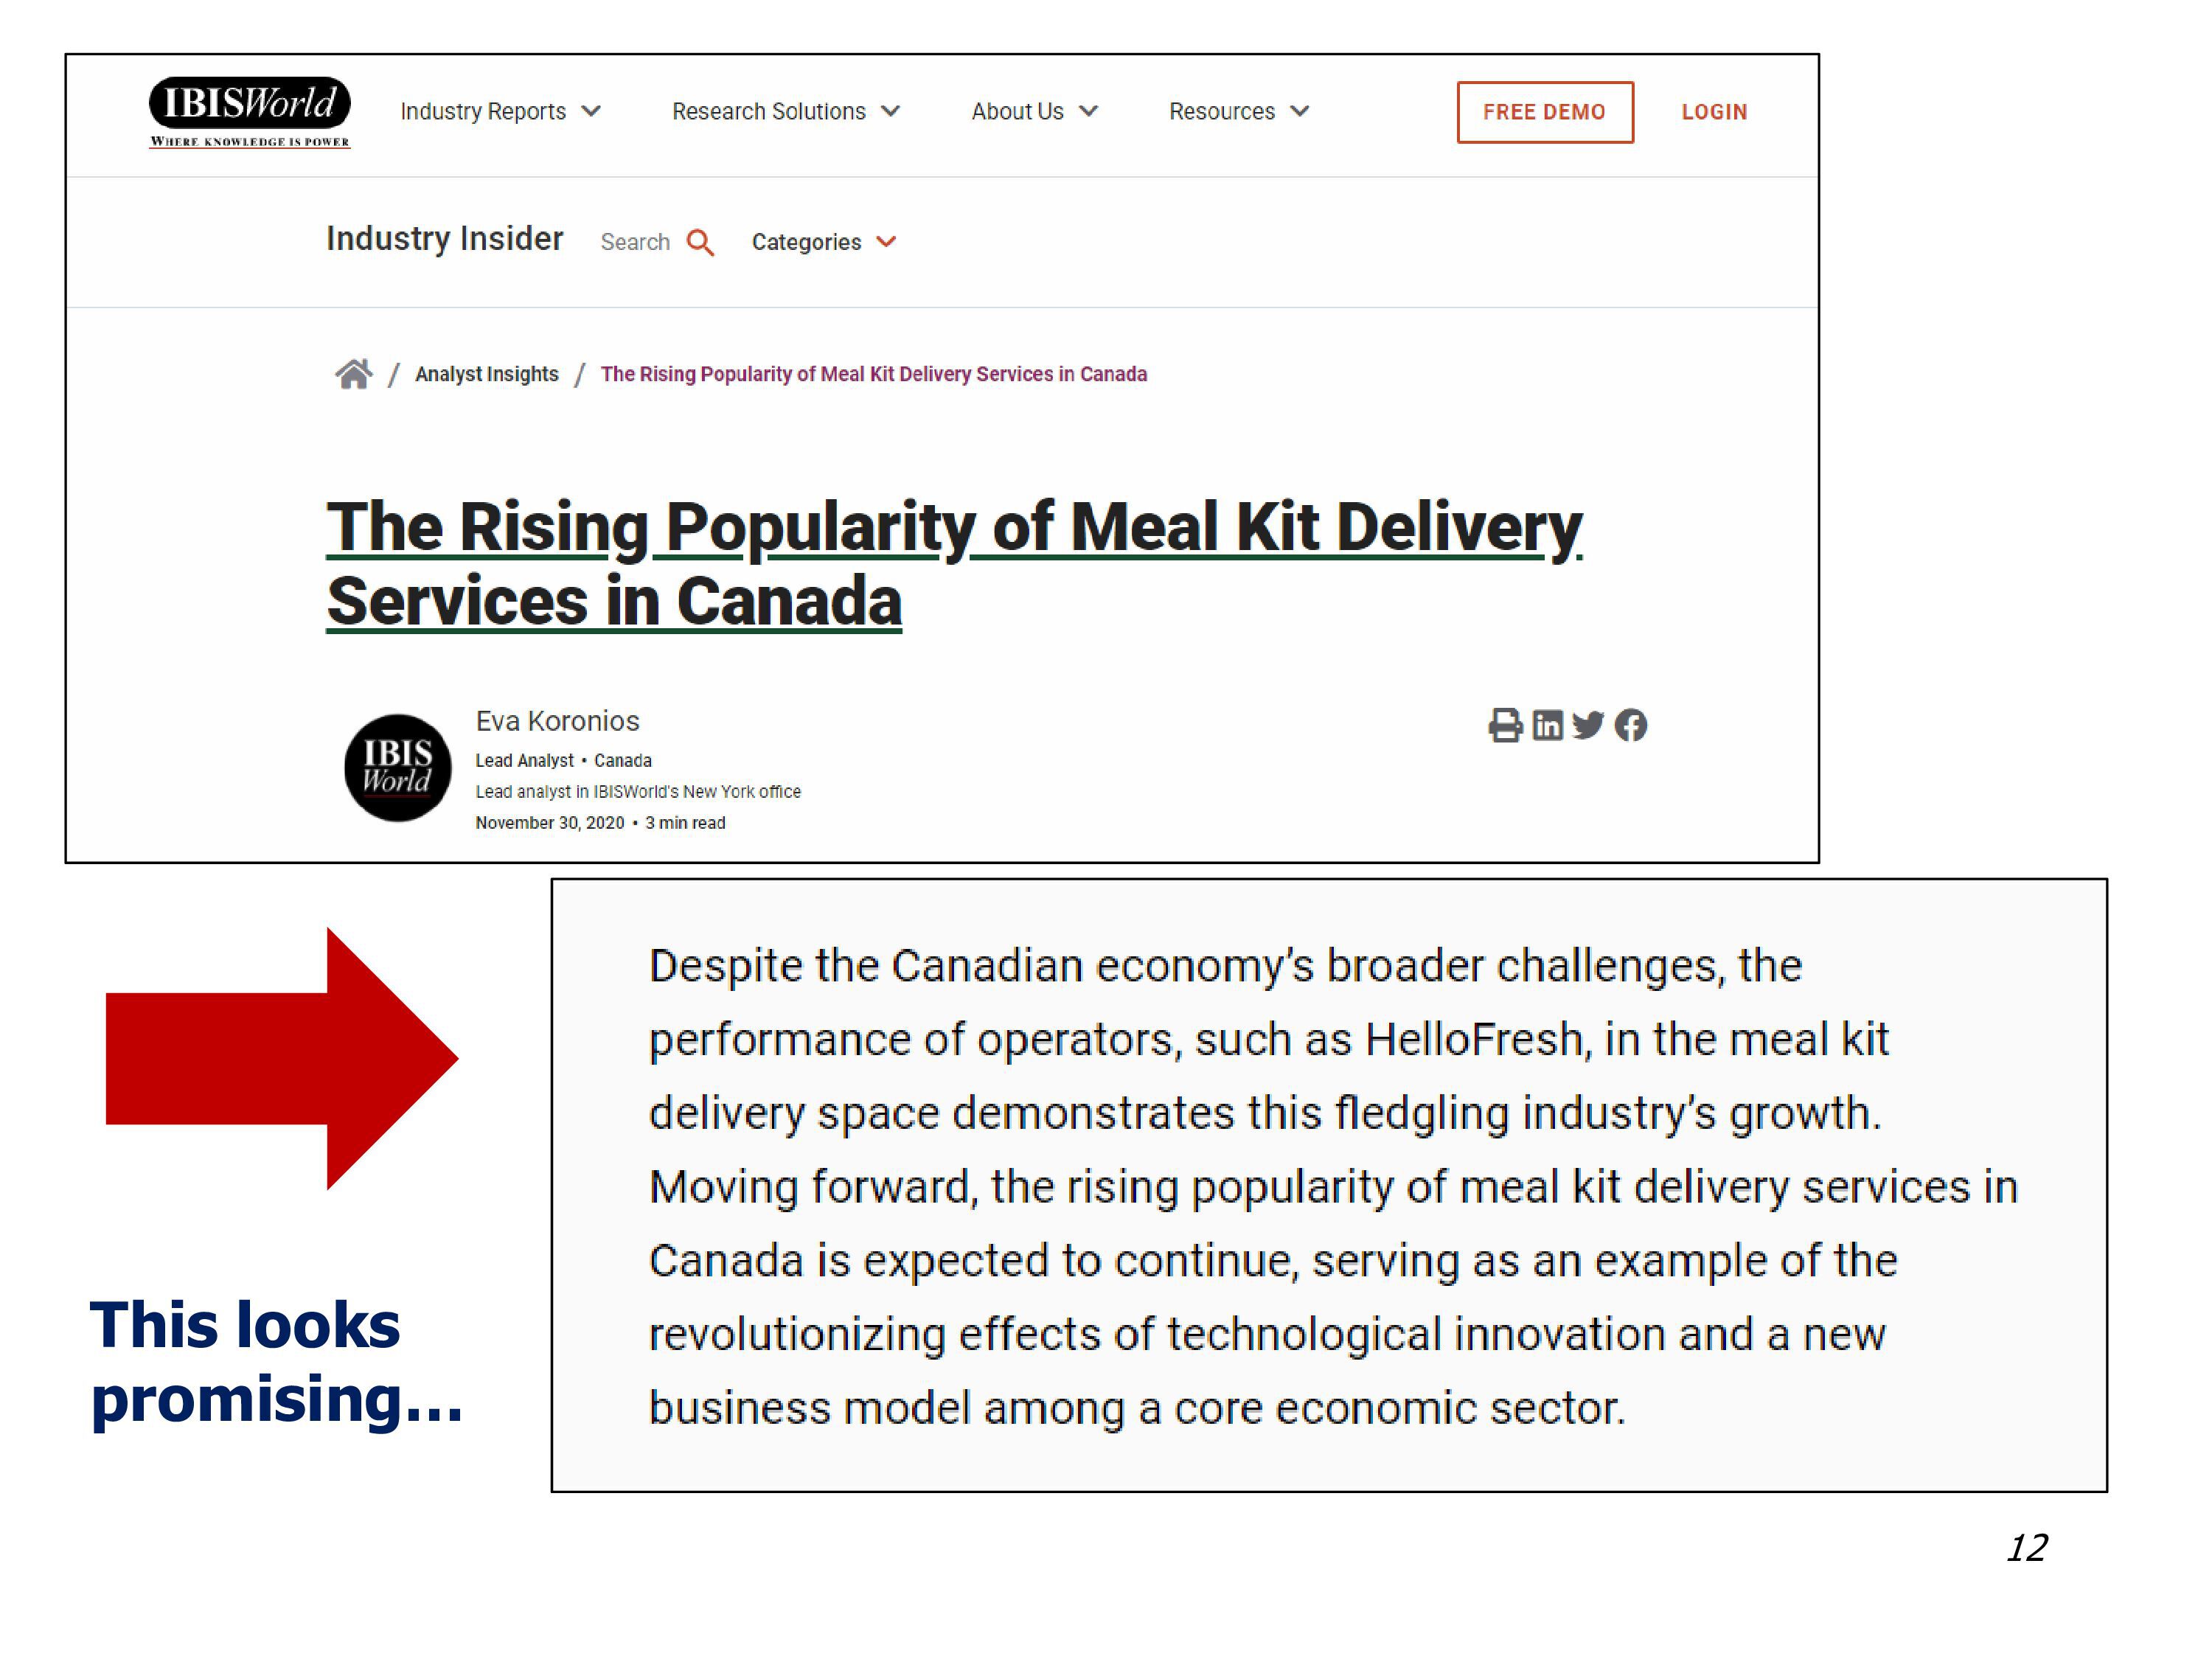 IBISWorld
WHERE KNOWLEDGE IS POWER
Industry Reports
Research Solutions
About Us
Resources
FREE DEMO
LOGIN
Industry Insider
Search
Categories
/ Analyst Insights / The Rising Popularity of Meal Kit Delivery Services in Canada
The Rising Popularity of Meal Kit Delivery
Services in Canada
IBIS
World
Eva Koronios
Lead Analyst • Canada
Lead analyst in IBISWorld's New York office
November 30, 2020 • 3 min read
in
Despite the Canadian economy’s broader challenges, the
performance of operators, such as HelloFresh, in the meal kit
delivery space demonstrates this fledgling industry’s growth.
Moving forward, the rising popularity of meal kit delivery services in
Canada is expected to continue, serving as an example of the
revolutionizing effects of technological innovation and a new
business model among a core economic sector.
This looks
promising...
12